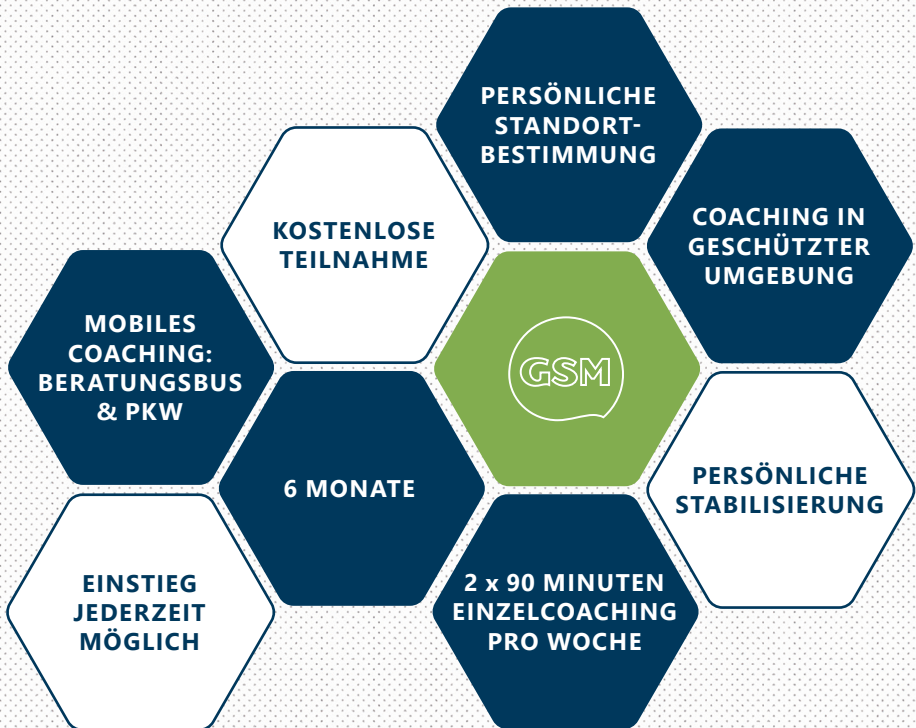 PERSÖNLICHE
STANDORT-
BESTIMMUNG
KOSTENLOSE
TEILNAHME
COACHING IN
GESCHÜTZTER
UMGEBUNG
MOBILES
COACHING:
BERATUNGSBUS
& PKW
GSM
6 MONATE
PERSÖNLICHE
STABILISIERUNG
EINSTIEG
JEDERZEIT
MÖGLICH
2 x 90 MINUTEN
EINZELCOACHING
PRO WOCHE